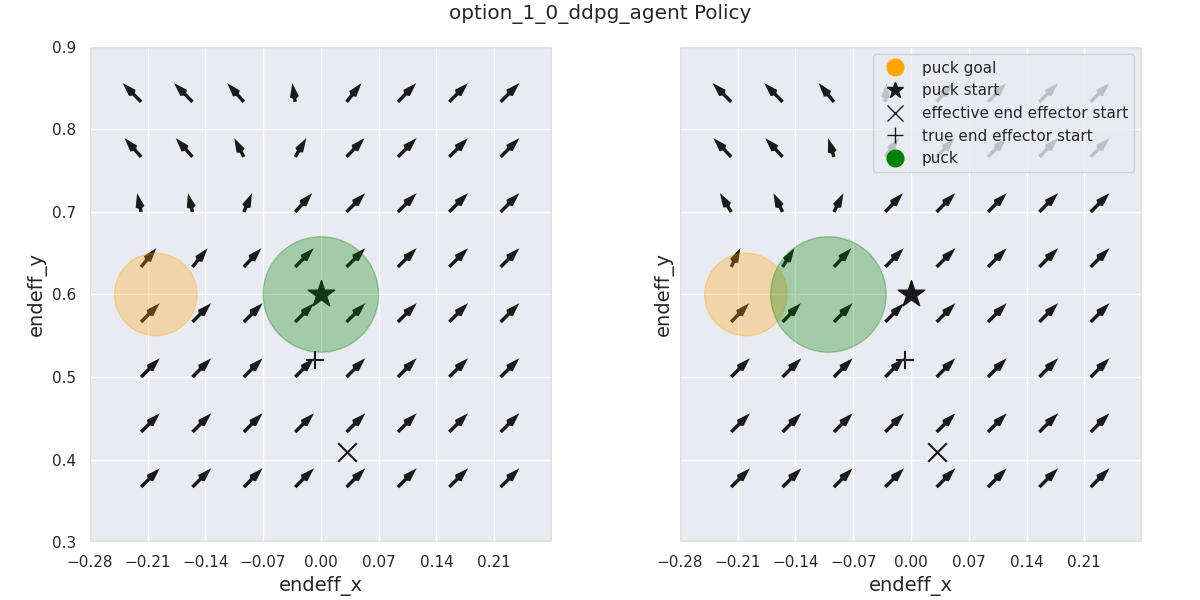 option_1_0_ddpg_agent Policy
endeff_y
0.9
0.8
0.7
0.6
0.5
0.4
0.3
−0.28 −0.21 −0.14 −0.07 0.00 0.07 0.14 0.21
endeff_x
endeff_y
puck goal
puck start
effective end effector start
true end effector start
puck
−0.28 −0.21 −0.14 −0.07 0.00 0.07 0.14 0.21
endeff_x